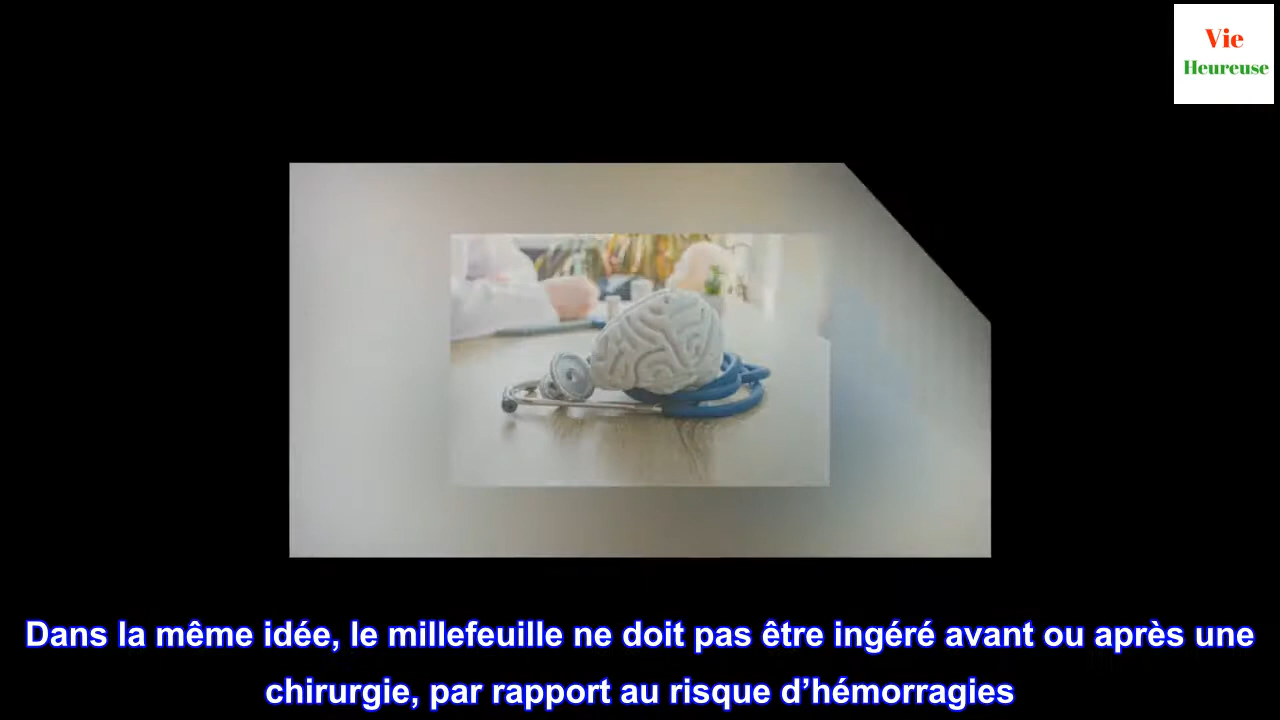 Vie
Heureuse
Dans la même idée, le millefeuille ne doit pas être ingéré avant ou après une
chirurgie, par rapport au risque d’hémorragies